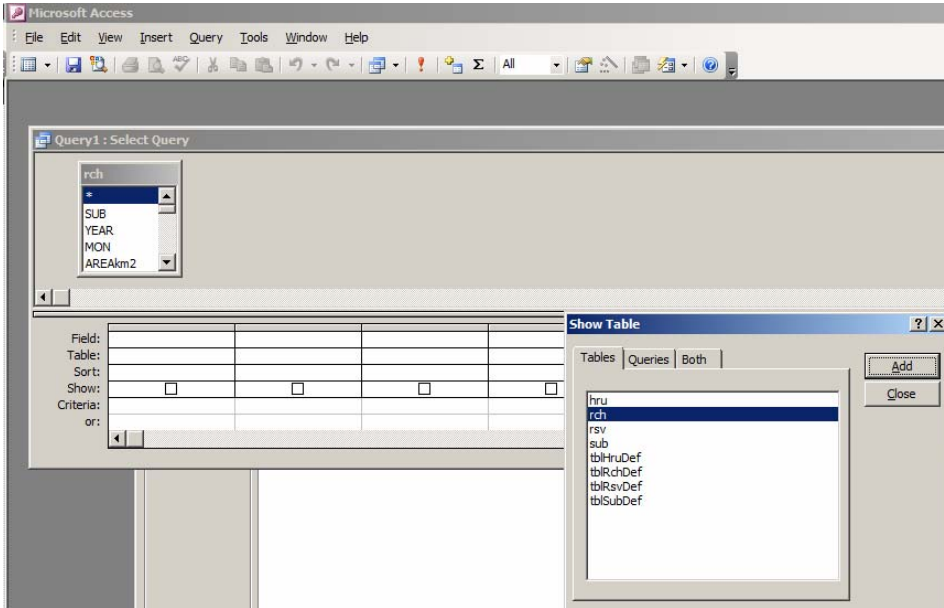 Microsoft Access
File Edit View Insert Query Tools Window Help
ABC Σ All
Query1 : Select Query
rch
*
SUB
YEAR
MON
AREAkm2
Field:
Table:
Sort:
Show:
Criteria:
or:
Show Table
Tables Queries Both
hru
rch
rsv
sub
tblHruDef
tblRchDef
tblRsvDef
tblSubDef
Add
Close